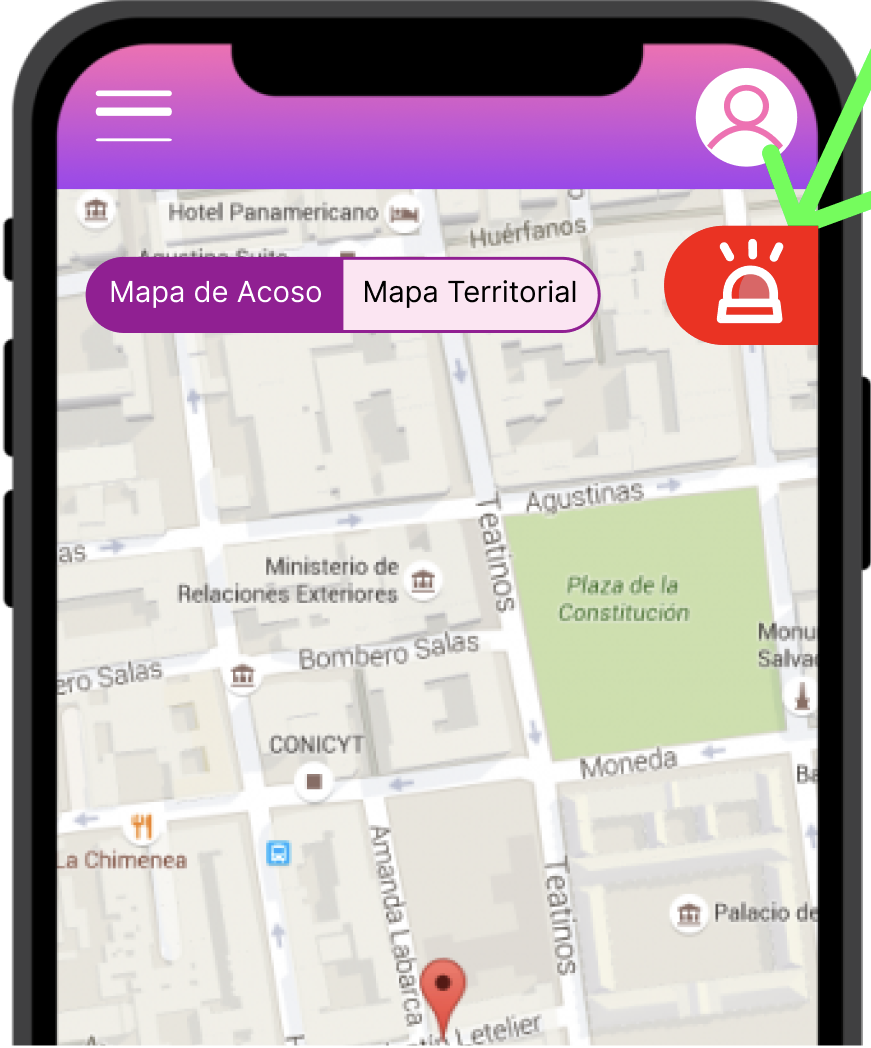 Hotel Panamericano
Huérfanos
Agustina Suite
Mapa de Acoso
Mapa Territorial
Agustinas
Teatinos
as
Ministerio de
Relaciones Exteriores
Plaza de la
Constitución
Monu
Salva
Bombero Salas
ero Salas
CONICYT
Moneda
Ba
La Chimenea
Amanda Labarca
Teatinos
Palacio de
Letelier